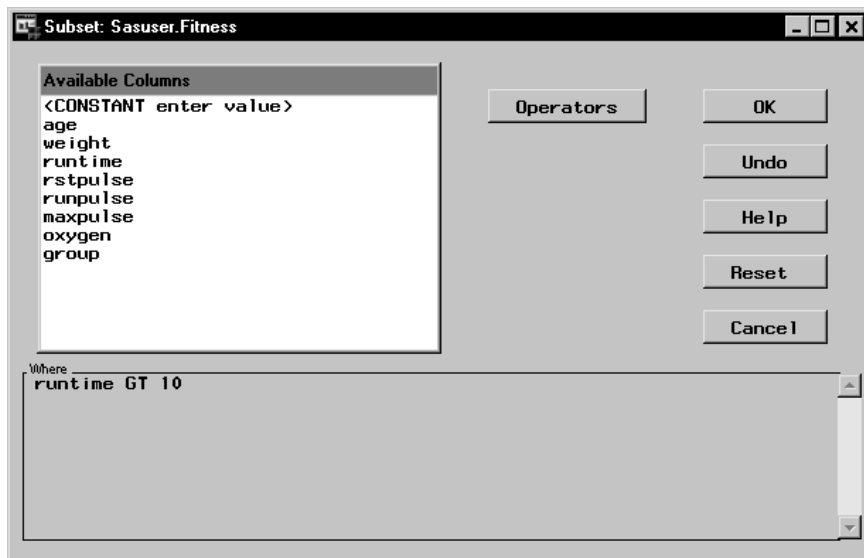 Subset: Sasuser.Fitness
Available Columns
<CONSTANT enter value>
age
weight
runtime
rstpulse
runpulse
maxpulse
oxygen
group
Operators
OK
Undo
Help
Reset
Cancel
Where
runtime GT 10